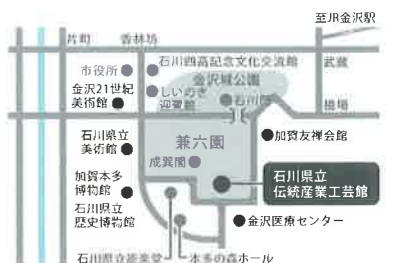 至JR金沢駅
片町
香林坊
石川四高記念文化交流館
武蔵
市役所
金沢城公園
金沢21世紀
美術館
しいのき
迎賓館
石川門
橋場
石川県立
美術館
兼六園
加賀友禅会館
成巽閣
加賀本多
博物館
石川県立
伝統産業工芸館
石川県立
歴史博物館
金沢医療センター
石川県立能楽堂
本多の森ホール